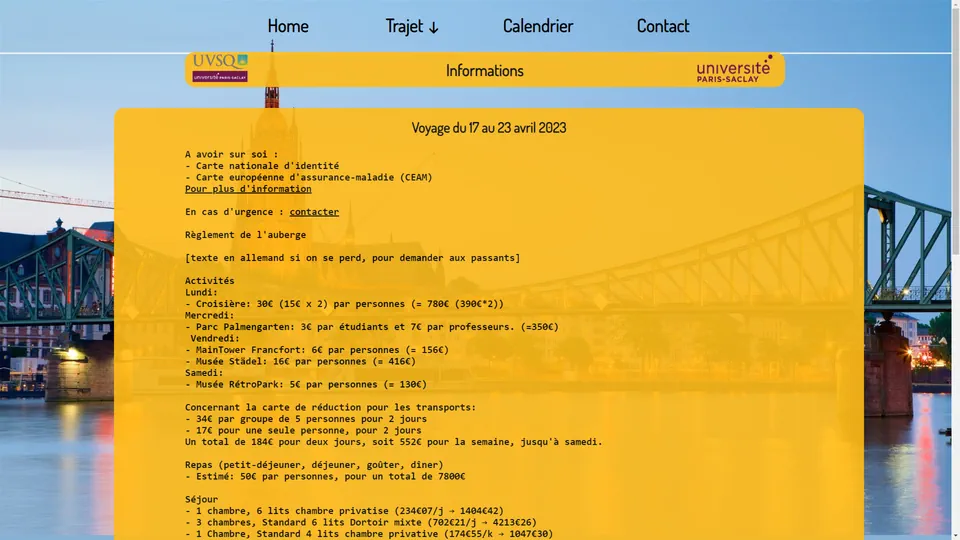 Home Trajet ↓ Calendrier Contact
UVSQ
université PARIS-SACLAY
Informations
université
PARIS-SACLAY
Voyage du 17 au 23 avril 2023
A avoir sur soi :
- Carte nationale d'identité
- Carte européenne d'assurance-maladie (CEAM)
Pour plus d'information
En cas d'urgence : contacter
Règlement de l'auberge
[texte en allemand si on se perd, pour demander aux passants]
Activités
Lundi:
- Croisière: 30€ (15€ x 2) par personnes (= 780€ (390€*2))
Mercredi:
- Parc Palmengarten: 3€ par étudiants et 7€ par professeurs. (≈350€)
Vendredi:
- MainTower Francfort: 6€ par personnes (= 156€)
- Musée Städel: 16€ par personnes (= 416€)
Samedi:
- Musée RétroPark: 5€ par personnes (= 130€)
Concernant la carte de réduction pour les transports:
- 34€ par groupe de 5 personnes pour 2 jours
- 17€ pour une seule personne, pour 2 jours
Un total de 184€ pour deux jours, soit 552€ pour la semaine, jusqu'à samedi.
Repas (petit-déjeuner, déjeuner, goûter, dîner)
- Estimé: 50€ par personnes, pour un total de 7800€
Séjour
- 1 chambre, 6 lits chambre privatise (234€07/j → 1404€42)
- 3 chambres, Standard 6 lits Dortoir mixte (702€21/j → 4213€26)
- 1 Chambre, Standard 4 lits chambre privative (174€55/k → 1047€30)